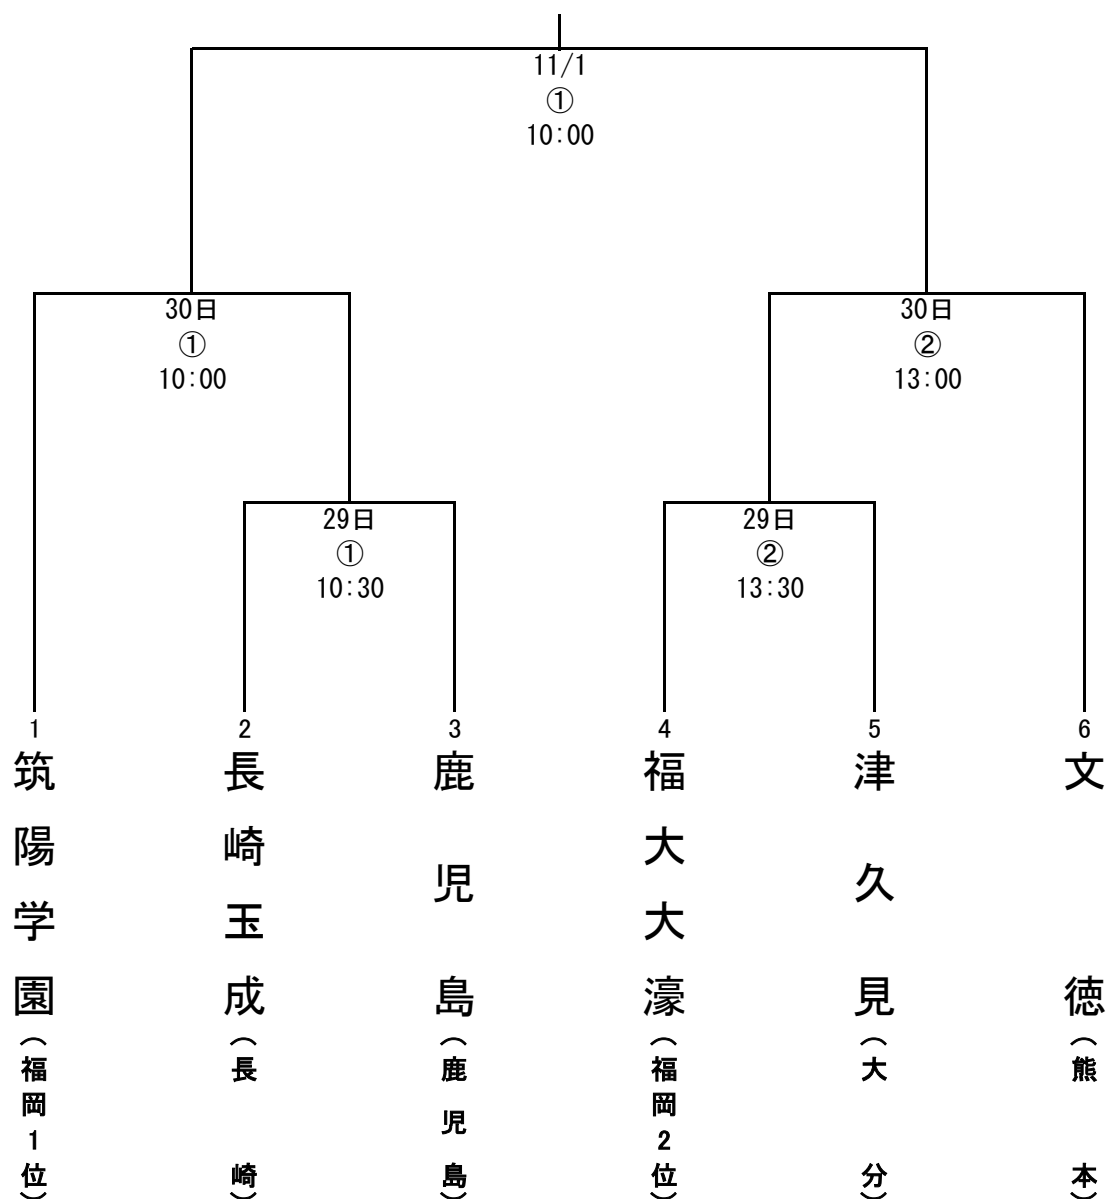 11/1
①
10:00
30日
①
10:00
30日
②
13:00
29日
①
10:30
29日
②
13:30
1
筑陽学園(福岡1位)
2
長崎玉成(長崎)
3
鹿児島(鹿児島)
4
福大大濠(福岡2位)
5
津久見(大分)
6
文徳(熊本)